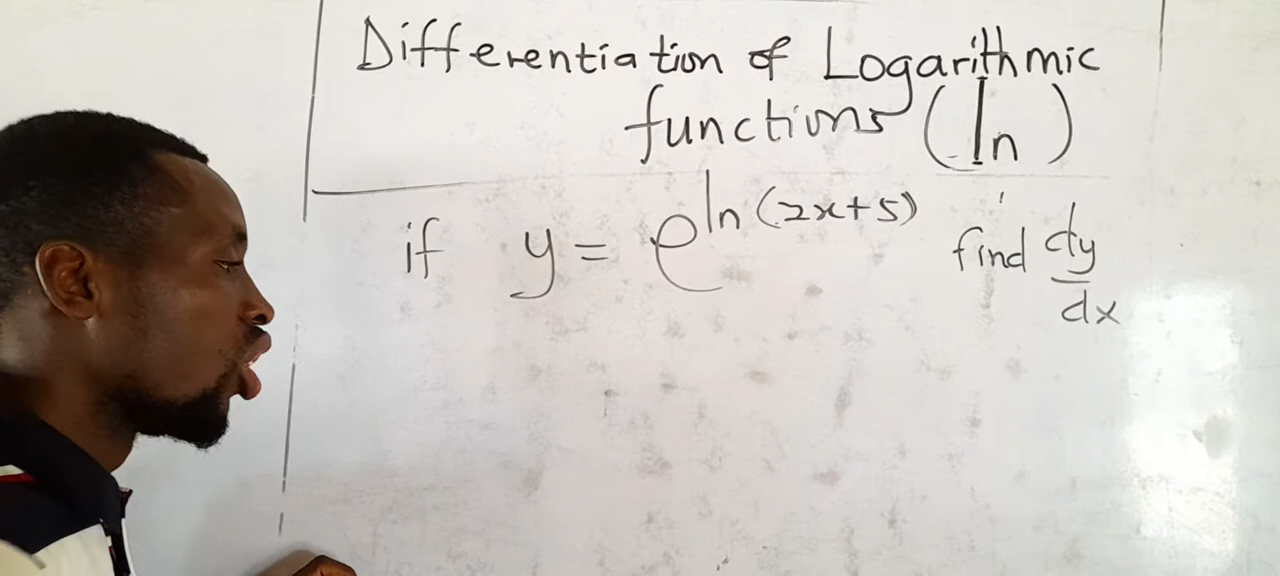 Differentiation of Logarithmic
functions (ln)
if y = e^ln(2x+5) find dy/dx